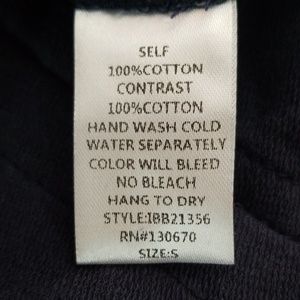 SELF
100%COTTON
CONTRAST
100%COTTON
HAND WASH COLD
WATER SEPARATELY
COLOR WILL BLEED
NO BLEACH
HANG TO DRY
STYLE:IBB21356
RN#130670
SIZE:S